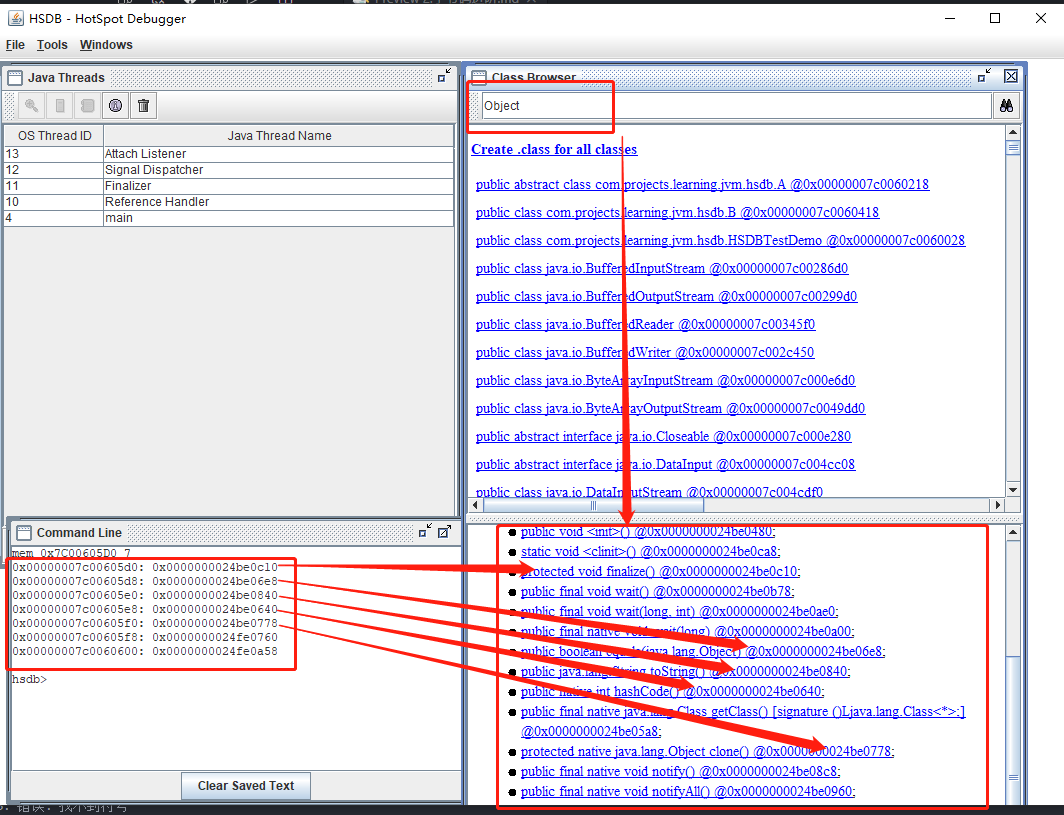 HSDB - HotSpot Debugger
File Tools Windows
Java Threads
OS Thread ID Java Thread Name
13 Attach Listener
12 Signal Dispatcher
11 Finalizer
10 Reference Handler
4 main
Class Browser
Object
Create .class for all classes
public abstract class com.projects.learning.jvm.hsdb.A @0x00000007c0060218
public class com.projects.learning.jvm.hsdb.B @0x00000007c0060418
public class com.projects.learning.jvm.hsdb.HSDBTestDemo @0x00000007c0060028
public class java.io.BufferedInputStream @0x00000007c00286d0
public class java.io.BufferedOutputStream @0x00000007c00299d0
public class java.io.BufferedReader @0x00000007c00345f0
public class java.io.BufferedWriter @0x00000007c002c450
public class java.io.ByteArrayInputStream @0x00000007c000e6d0
public class java.io.ByteArrayOutputStream @0x00000007c0049dd0
public abstract interface java.io.Closeable @0x00000007c000e280
public abstract interface java.io.DataInput @0x00000007c004cc08
public class java.io.DataInputStream @0x00000007c004cdf0
Command Line
mem 0x7C00605D0 7
0x00000007c00605d0: 0x0000000024be0c10
0x00000007c00605d8: 0x0000000024be06e8
0x00000007c00605e0: 0x0000000024be0840
0x00000007c00605e8: 0x0000000024be0640
0x00000007c00605f0: 0x0000000024be0778
0x00000007c00605f8: 0x0000000024fe0760
0x00000007c0060600: 0x0000000024fe0a58
hsdb>
Clear Saved Text
public void <init>() @0x0000000024be0480;
static void <clinit>() @0x0000000024be0ca8;
protected void finalize() @0x0000000024be0c10;
public final void wait() @0x0000000024be0b78;
public final void wait(long, int) @0x0000000024be0ae0;
public final native void wait(long) @0x0000000024be0a00;
public boolean equals(java.lang.Object) @0x0000000024be06e8;
public java.lang.String toString() @0x0000000024be0840;
public native int hashCode() @0x0000000024be0640;
public final native java.lang.Class getClass() [signature ()Ljava.lang.Class<*>;]
@0x0000000024be05a8;
protected native java.lang.Object clone() @0x0000000024be0778;
public final native void notify() @0x0000000024be08c8;
public final native void notifyAll() @0x0000000024be0960;